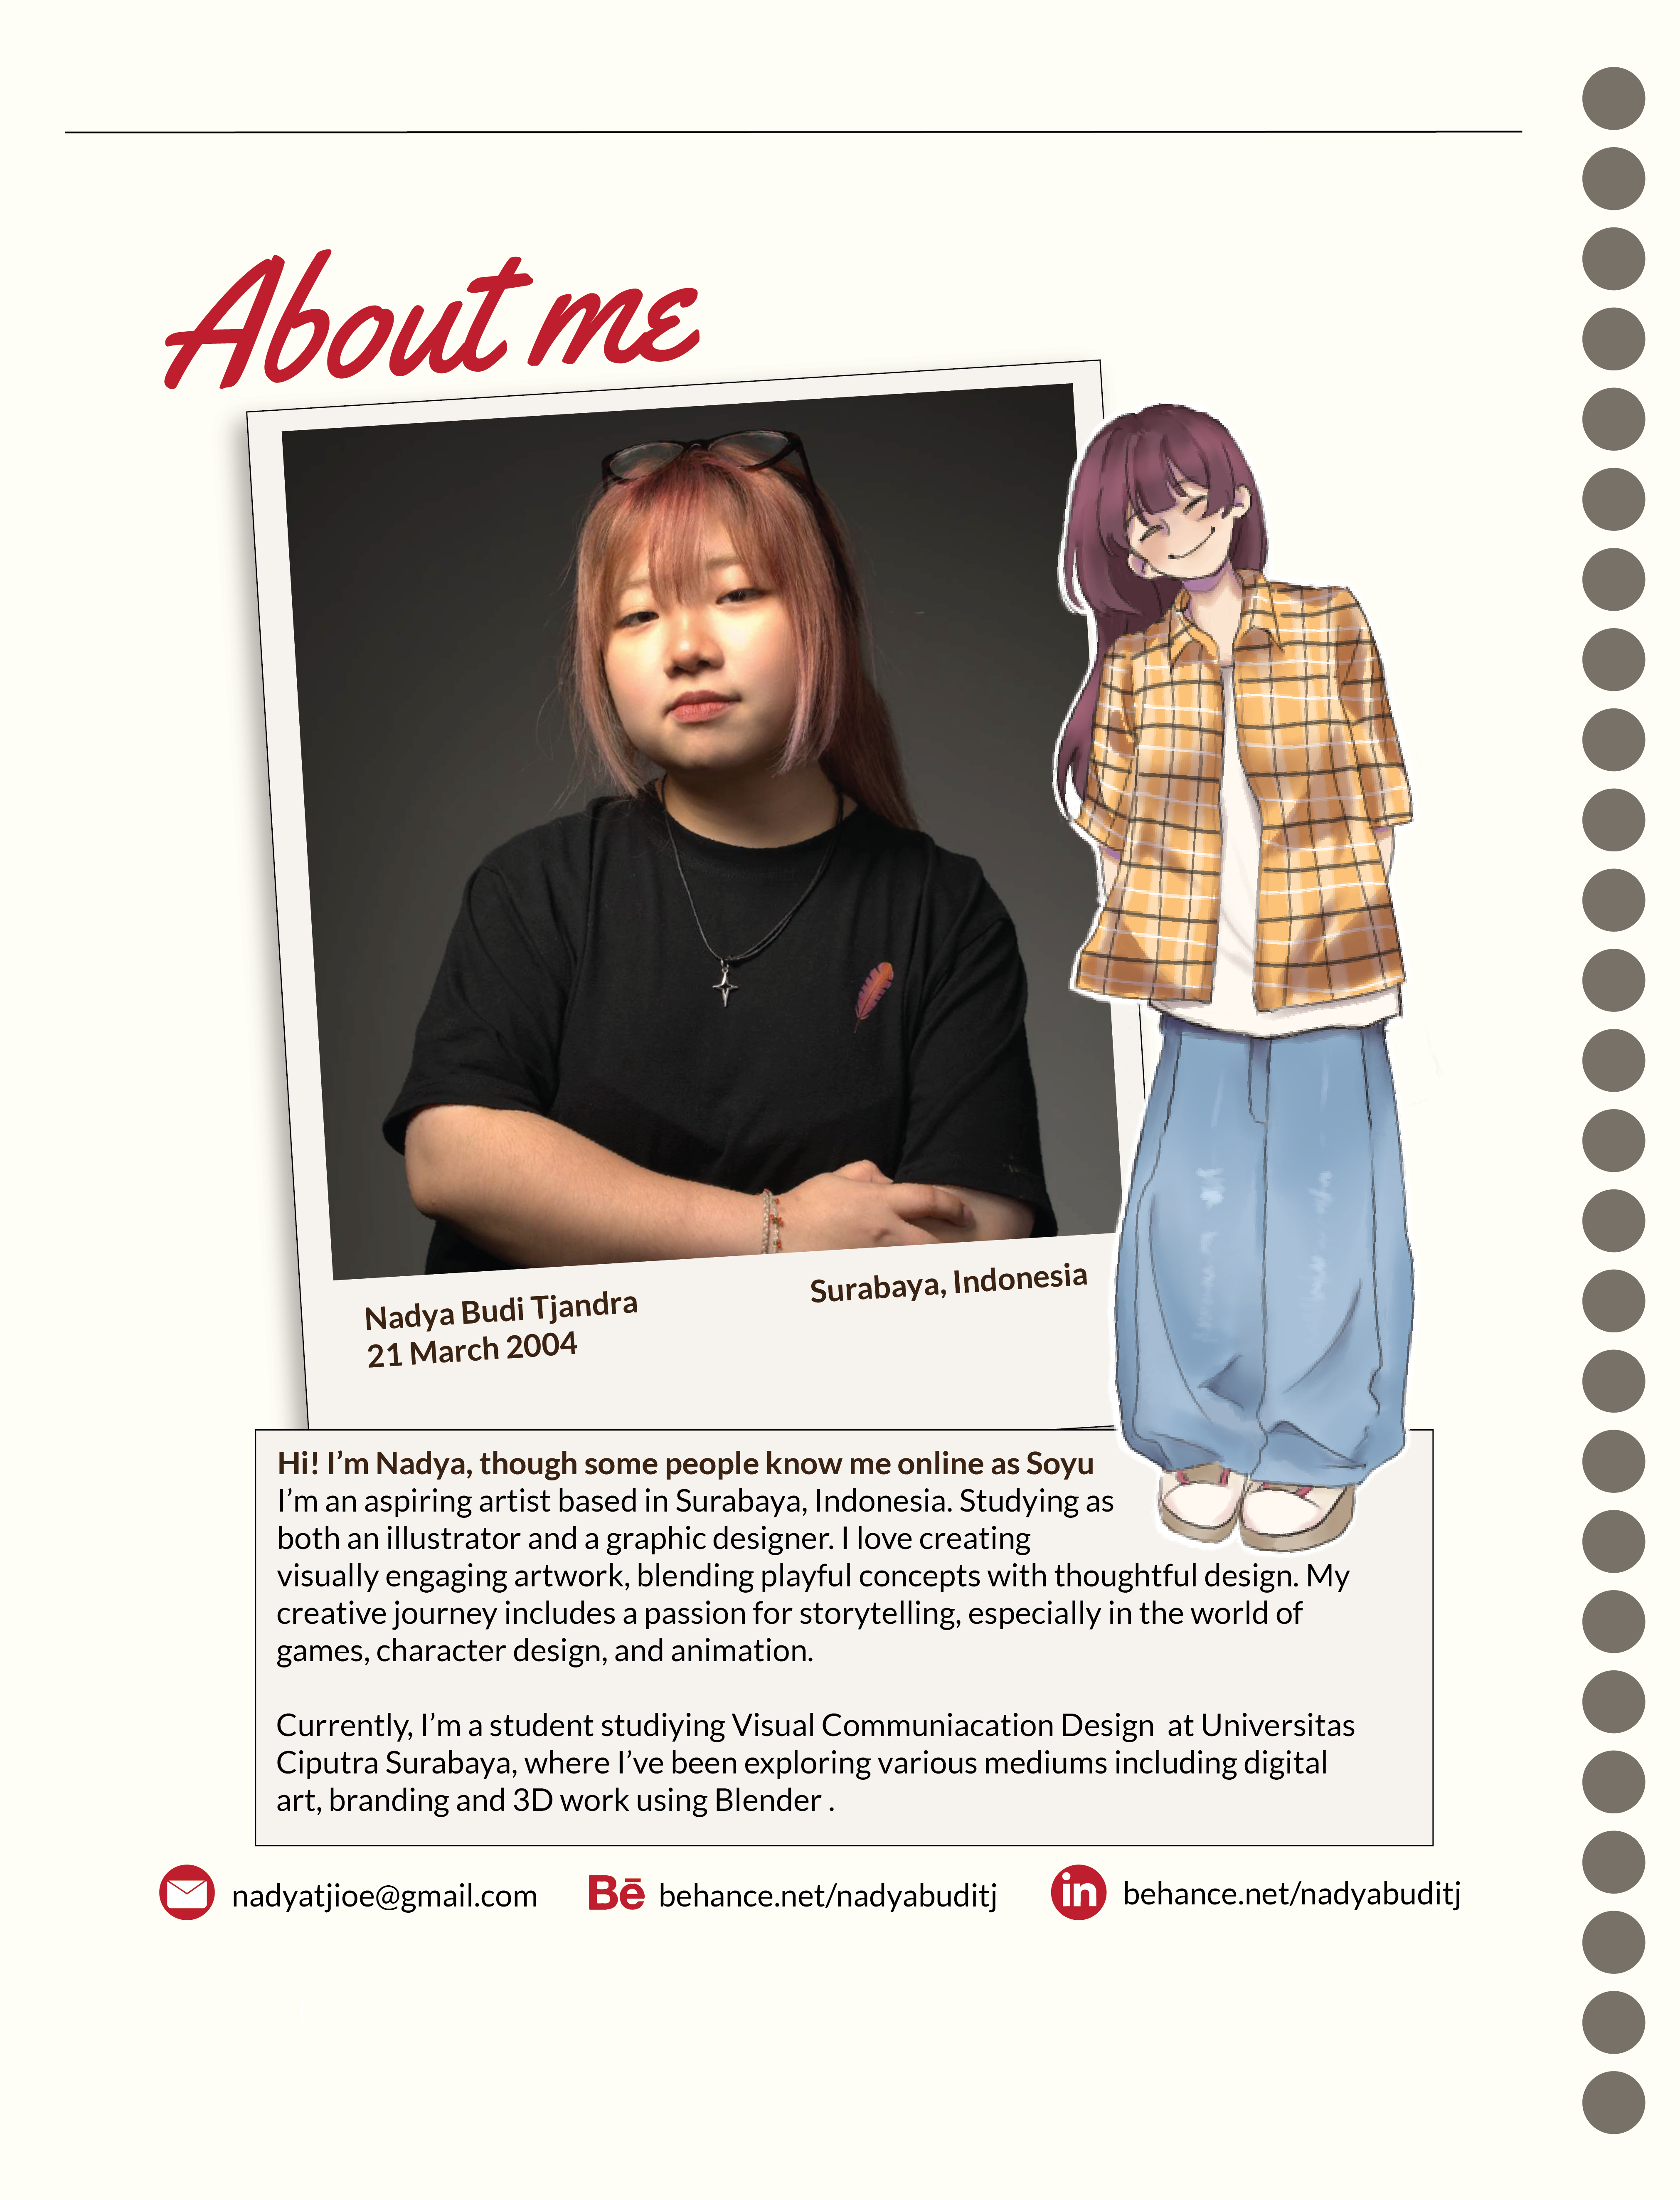 About me
Nadya Budi Tjandra
21 March 2004
Surabaya, Indonesia
Hi! I’m Nadya, though some people know me online as Soyu
I’m an aspiring artist based in Surabaya, Indonesia. Studying as
both an illustrator and a graphic designer. I love creating
visually engaging artwork, blending playful concepts with thoughtful design. My
creative journey includes a passion for storytelling, especially in the world of
games, character design, and animation.
Currently, I’m a student studiying Visual Communiacation Design  at Universitas
Ciputra Surabaya, where I’ve been exploring various mediums including digital
art, branding and 3D work using Blender .
nadyatjioe@gmail.com
Bē behance.net/nadyabuditj
in behance.net/nadyabuditj